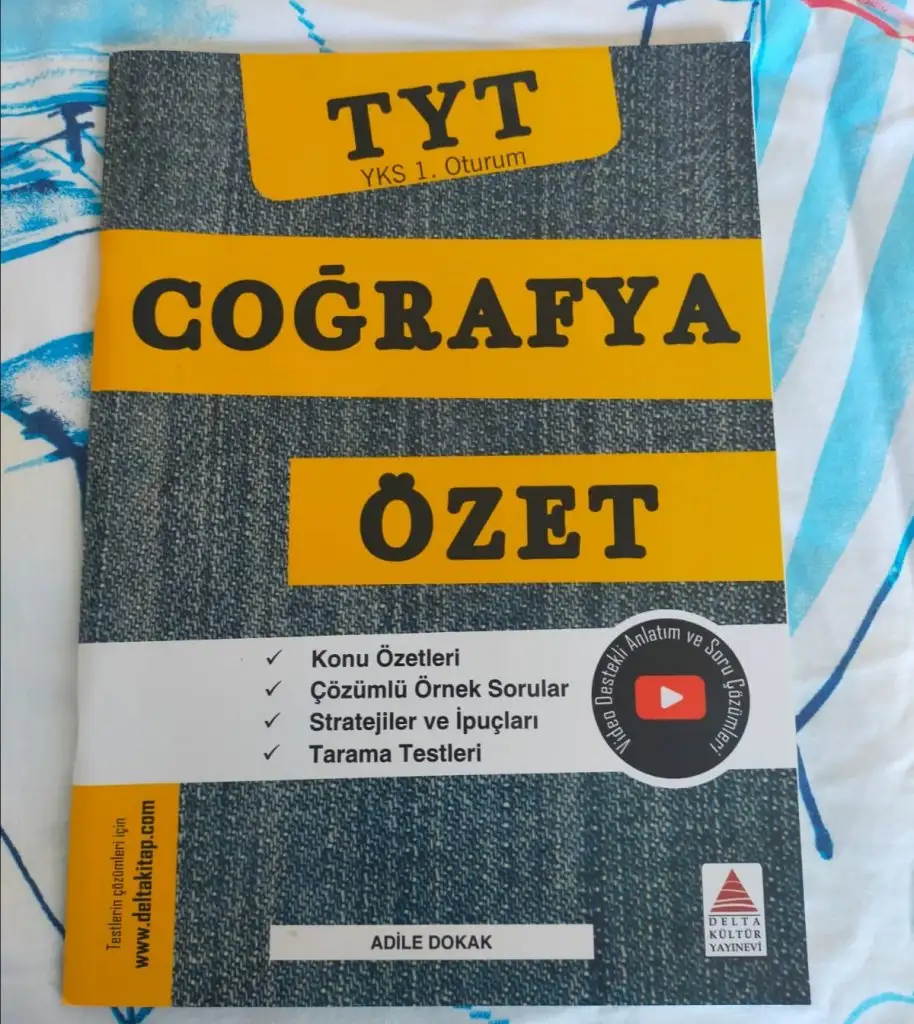 TYT
YKS 1. Oturum
COĞRAFYA
ÖZET
✓ Konu Özetleri
✓ Çözümlü Örnek Sorular
✓ Stratejiler ve İpuçları
✓ Tarama Testleri
Video Destekli Anlatım ve Soru Çözümleri
Testlerin çözümleri için
www.deltakitap.com
ADİLE DOKAK
DELTA
KÜLTÜR
YAYINEVİ